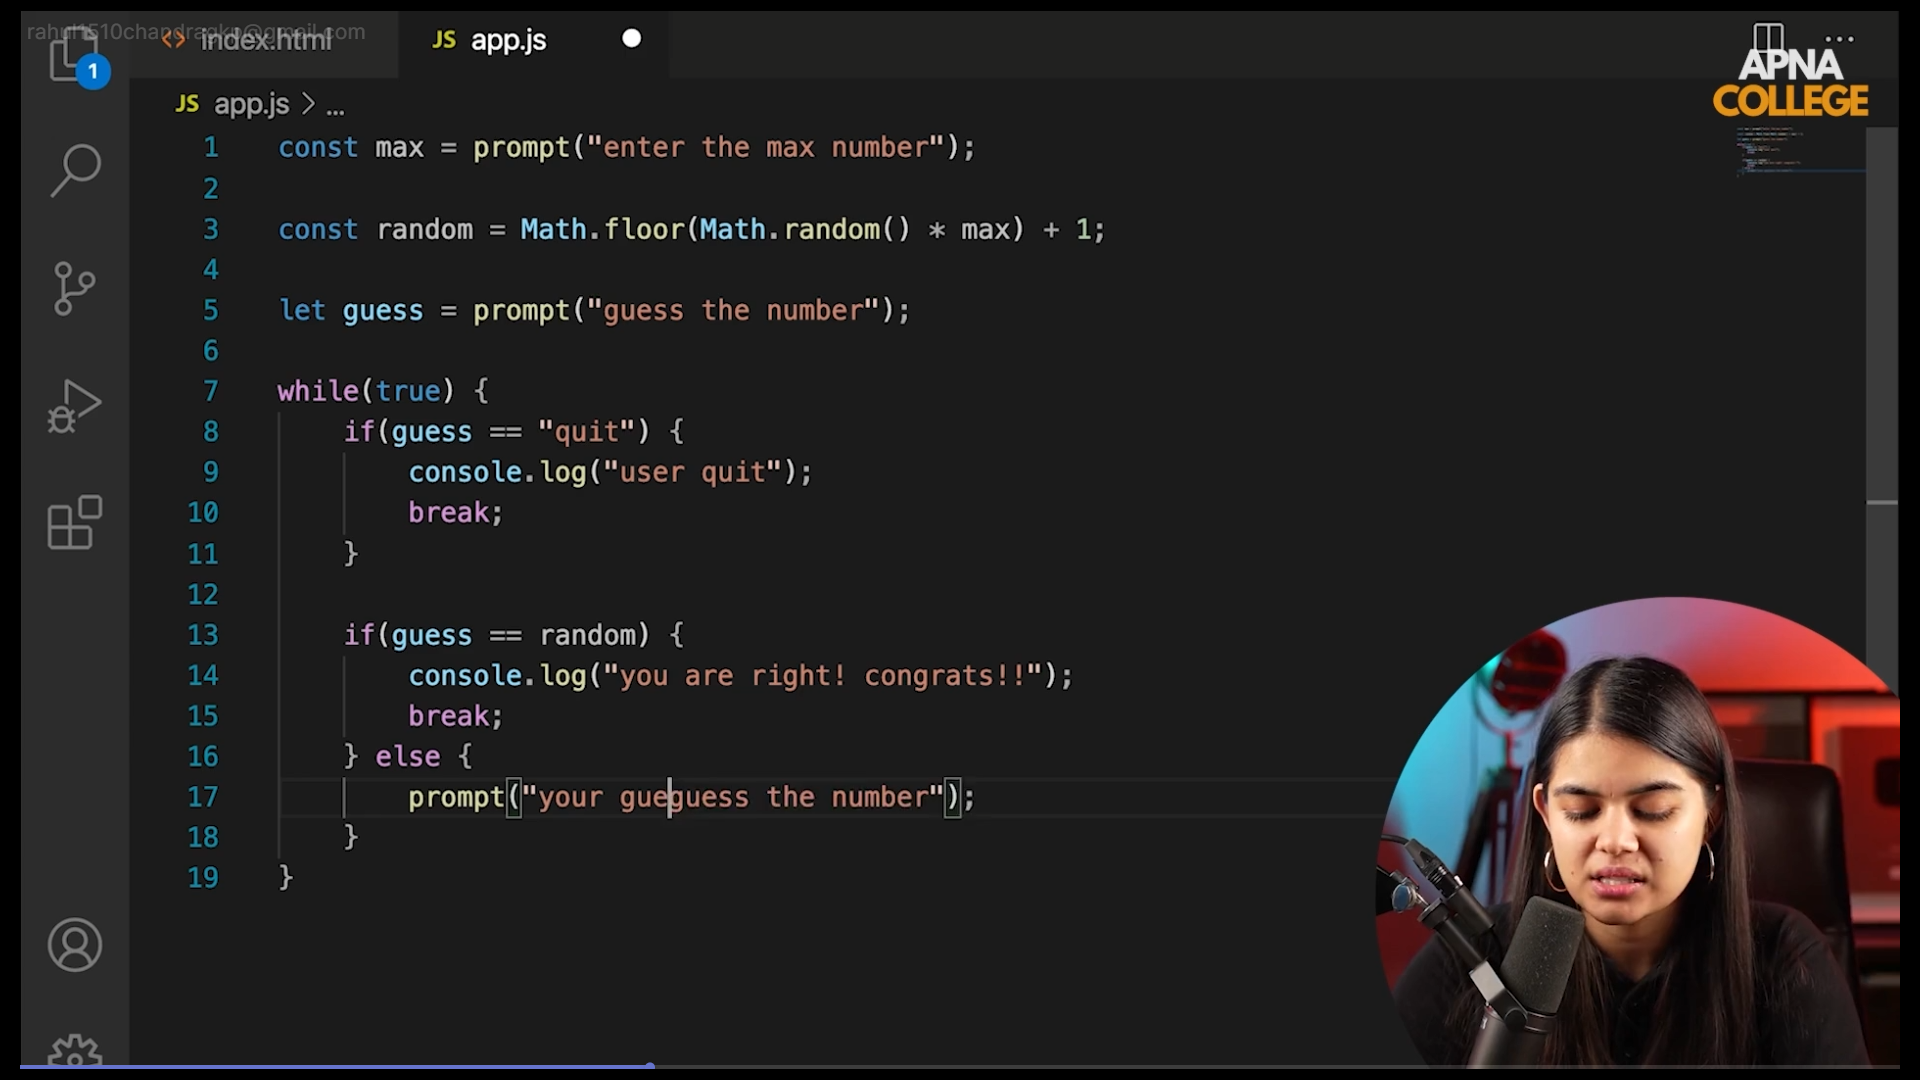 rahul1510chandragkp@gmail.com
index.html
JS app.js
1
...
APNA
COLLEGE
JS app.js > ...
1 const max = prompt("enter the max number");
2
3 const random = Math.floor(Math.random() * max) + 1;
4
5 let guess = prompt("guess the number");
6
7 while(true) {
8 if(guess == "quit") {
9 console.log("user quit");
10 break;
11 }
12
13 if(guess == random) {
14 console.log("you are right! congrats!!");
15 break;
16 } else {
17 prompt("your gueguess the number");
18 }
19 }